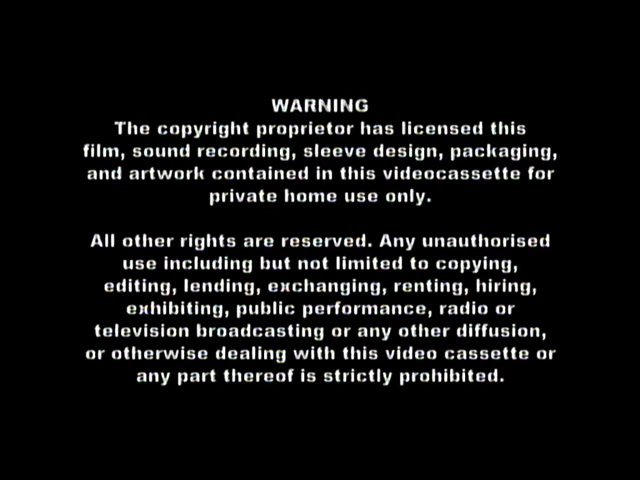 WARNING
The copyright proprietor has licensed this
film, sound recording, sleeve design, packaging,
and artwork contained in this videocassette for
private home use only.
All other rights are reserved. Any unauthorised
use including but not limited to copying,
editing, lending, exchanging, renting, hiring,
exhibiting, public performance, radio or
television broadcasting or any other diffusion,
or otherwise dealing with this video cassette or
any part thereof is strictly prohibited.